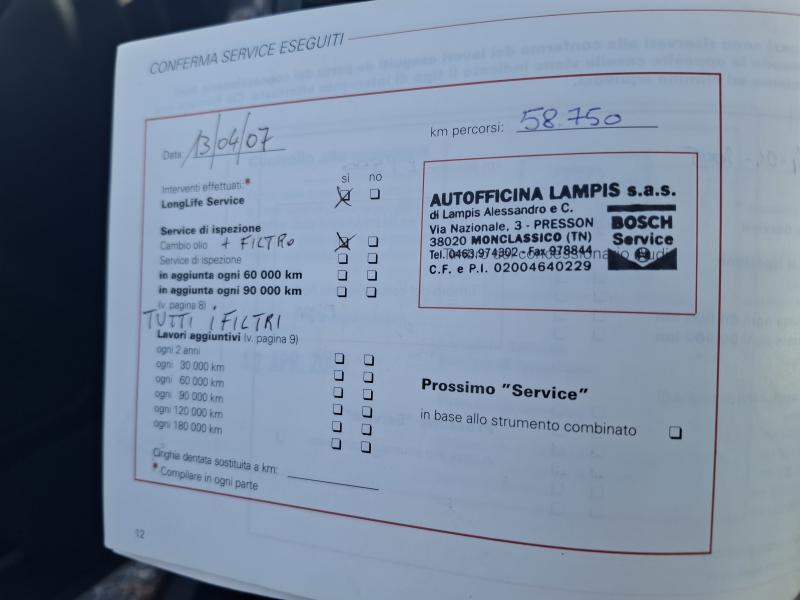 CONFERMA SERVICE ESEGUITI
Data: 13/04/07
km percorsi: 58.750
Interventi effettuati:*
si no
LongLife Service
Service di ispezione
Cambio olio + FILTRO
Service di ispezione
in aggiunta ogni 60 000 km
in aggiunta ogni 90 000 km
(v. pagina 8)
TUTTI i FILTRI
Lavori aggiuntivi (v. pagina 9)
ogni 2 anni
ogni 30 000 km
ogni 60 000 km
ogni 90 000 km
ogni 120 000 km
ogni 180 000 km
Cinghia dentata sostituita a km:
* Compilare in ogni parte
AUTOFFICINA LAMPIS s.a.s.
di Lampis Alessandro e C.
Via Nazionale, 3 - PRESSON
38020 MONCLASSICO (TN)
Tel. 0463.974302 - Fax 978844
C.F. e P.I. 02004640229
BOSCH
Service
Prossimo "Service"
in base allo strumento combinato
12